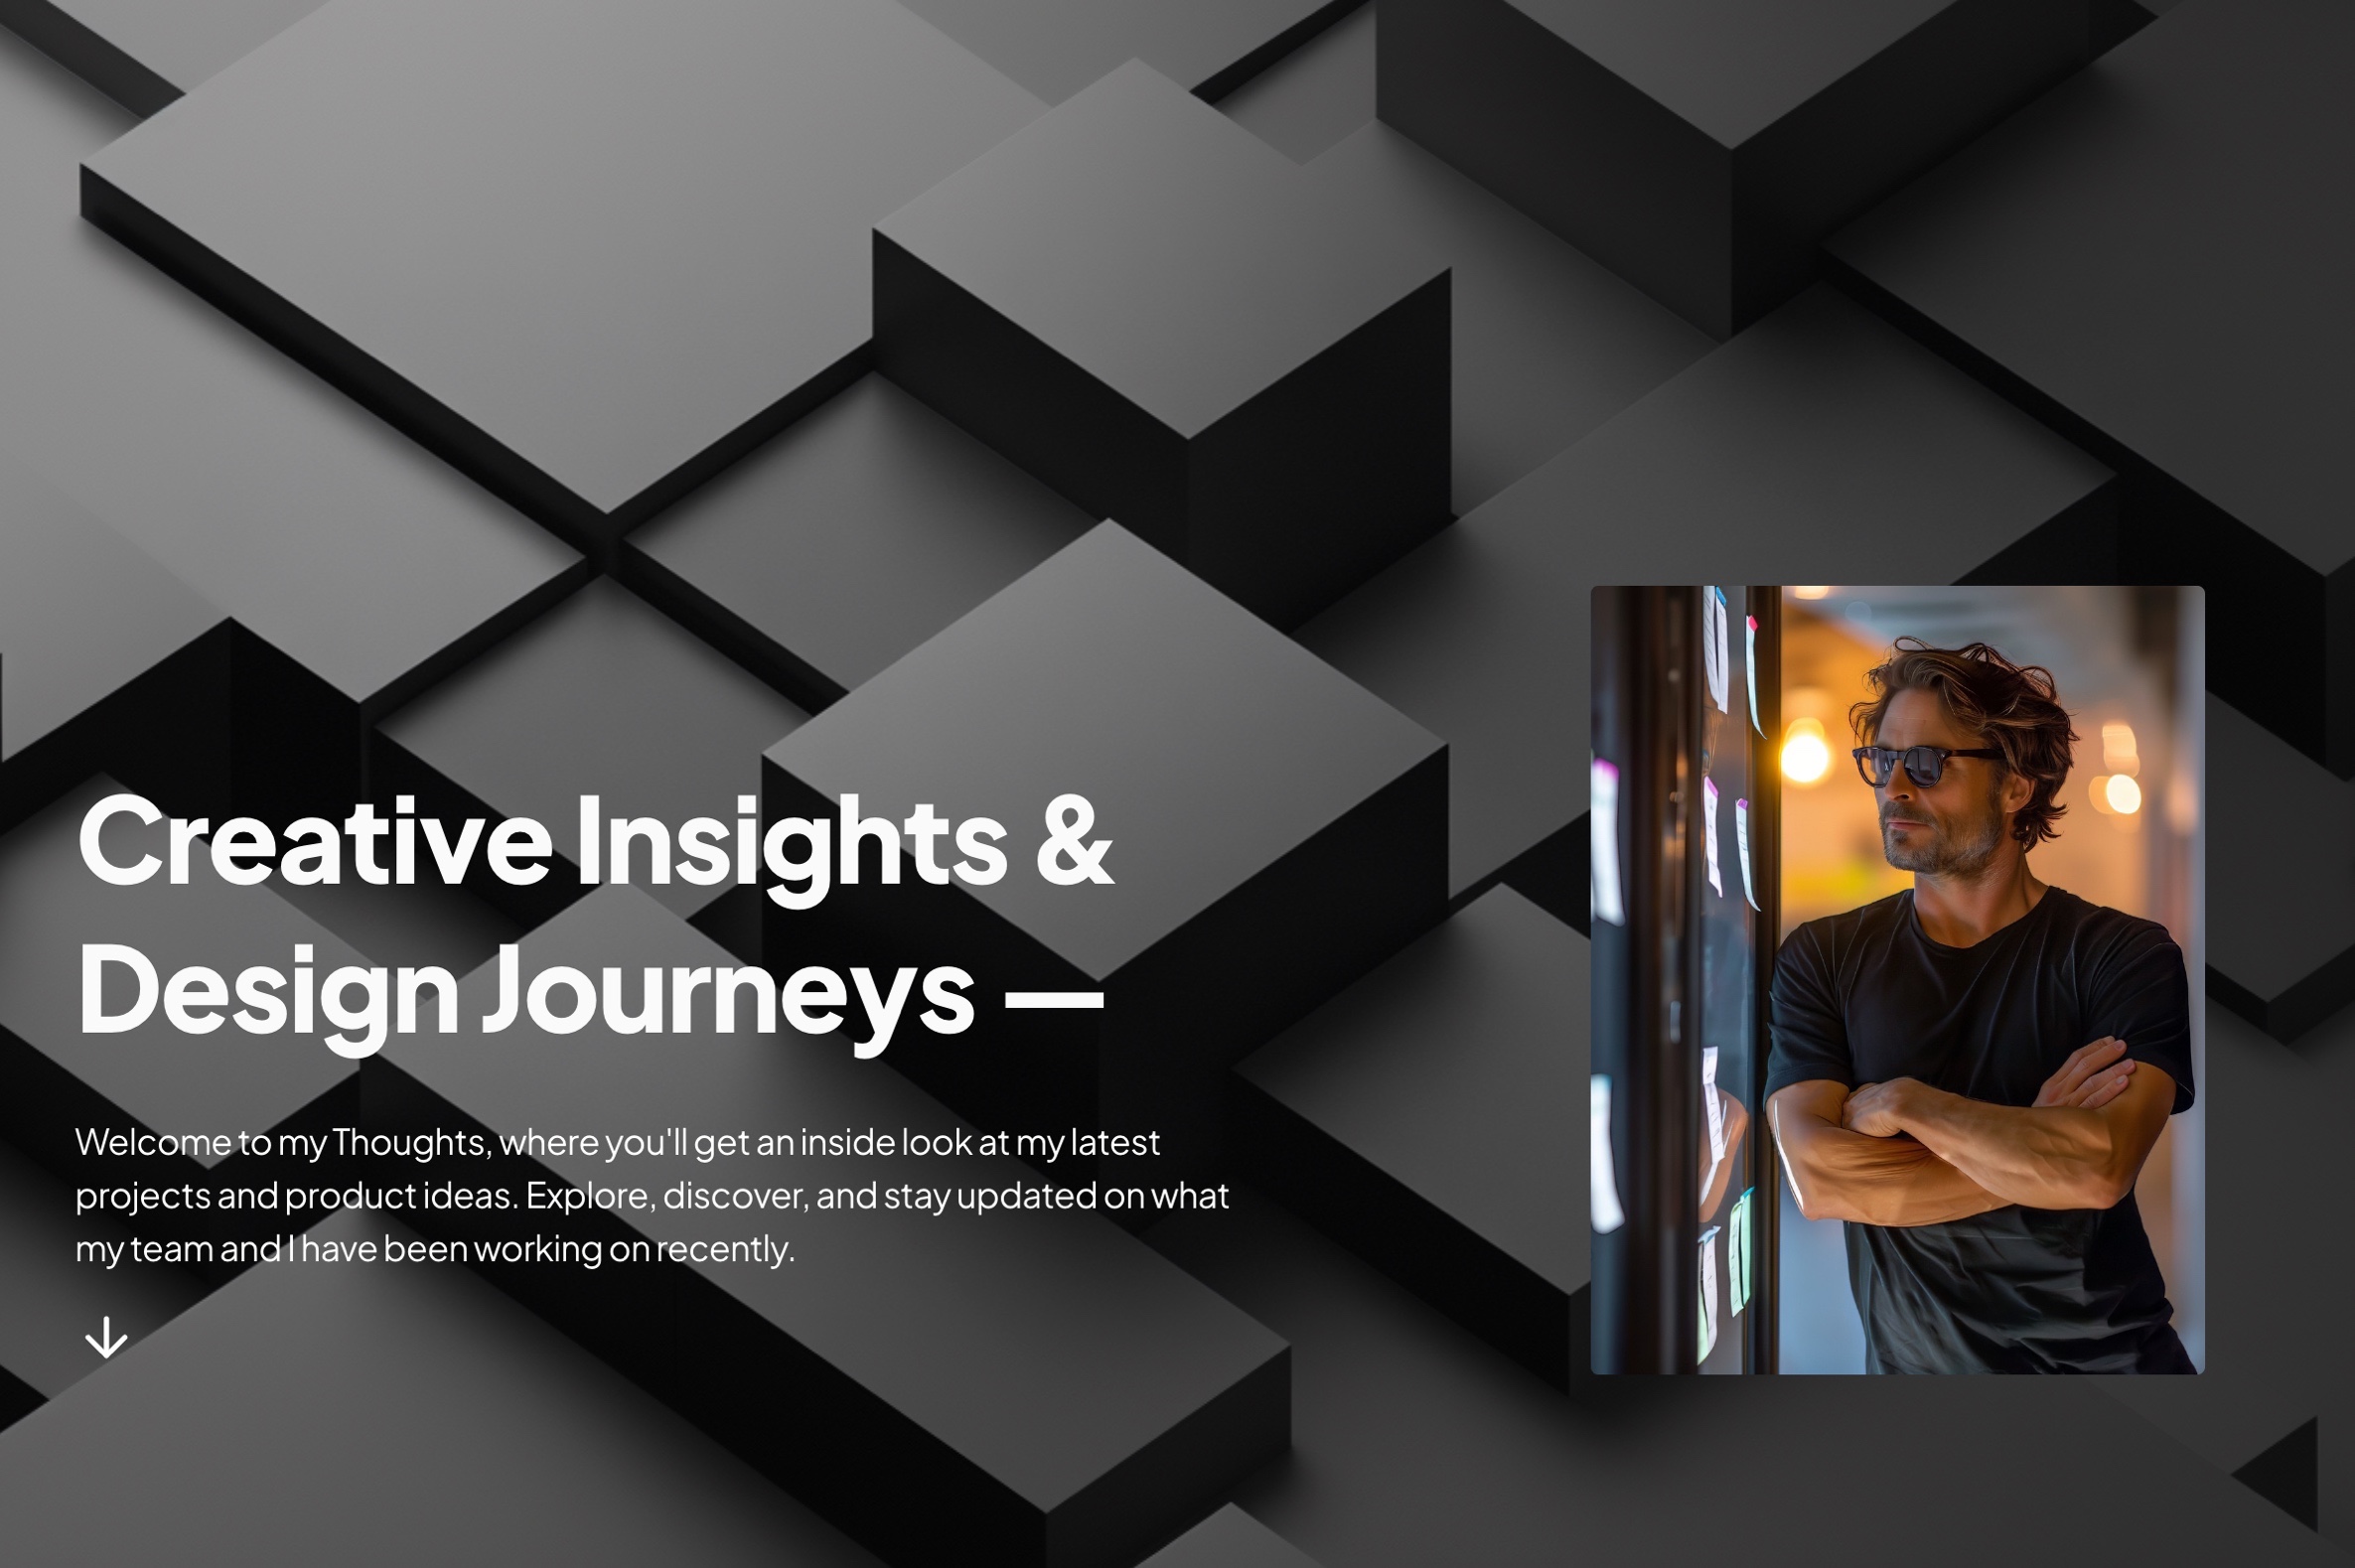 Creative Insights &
Design Journeys —
Welcome to my Thoughts, where you'll get an inside look at my latest
projects and product ideas. Explore, discover, and stay updated on what
my team and I have been working on recently.